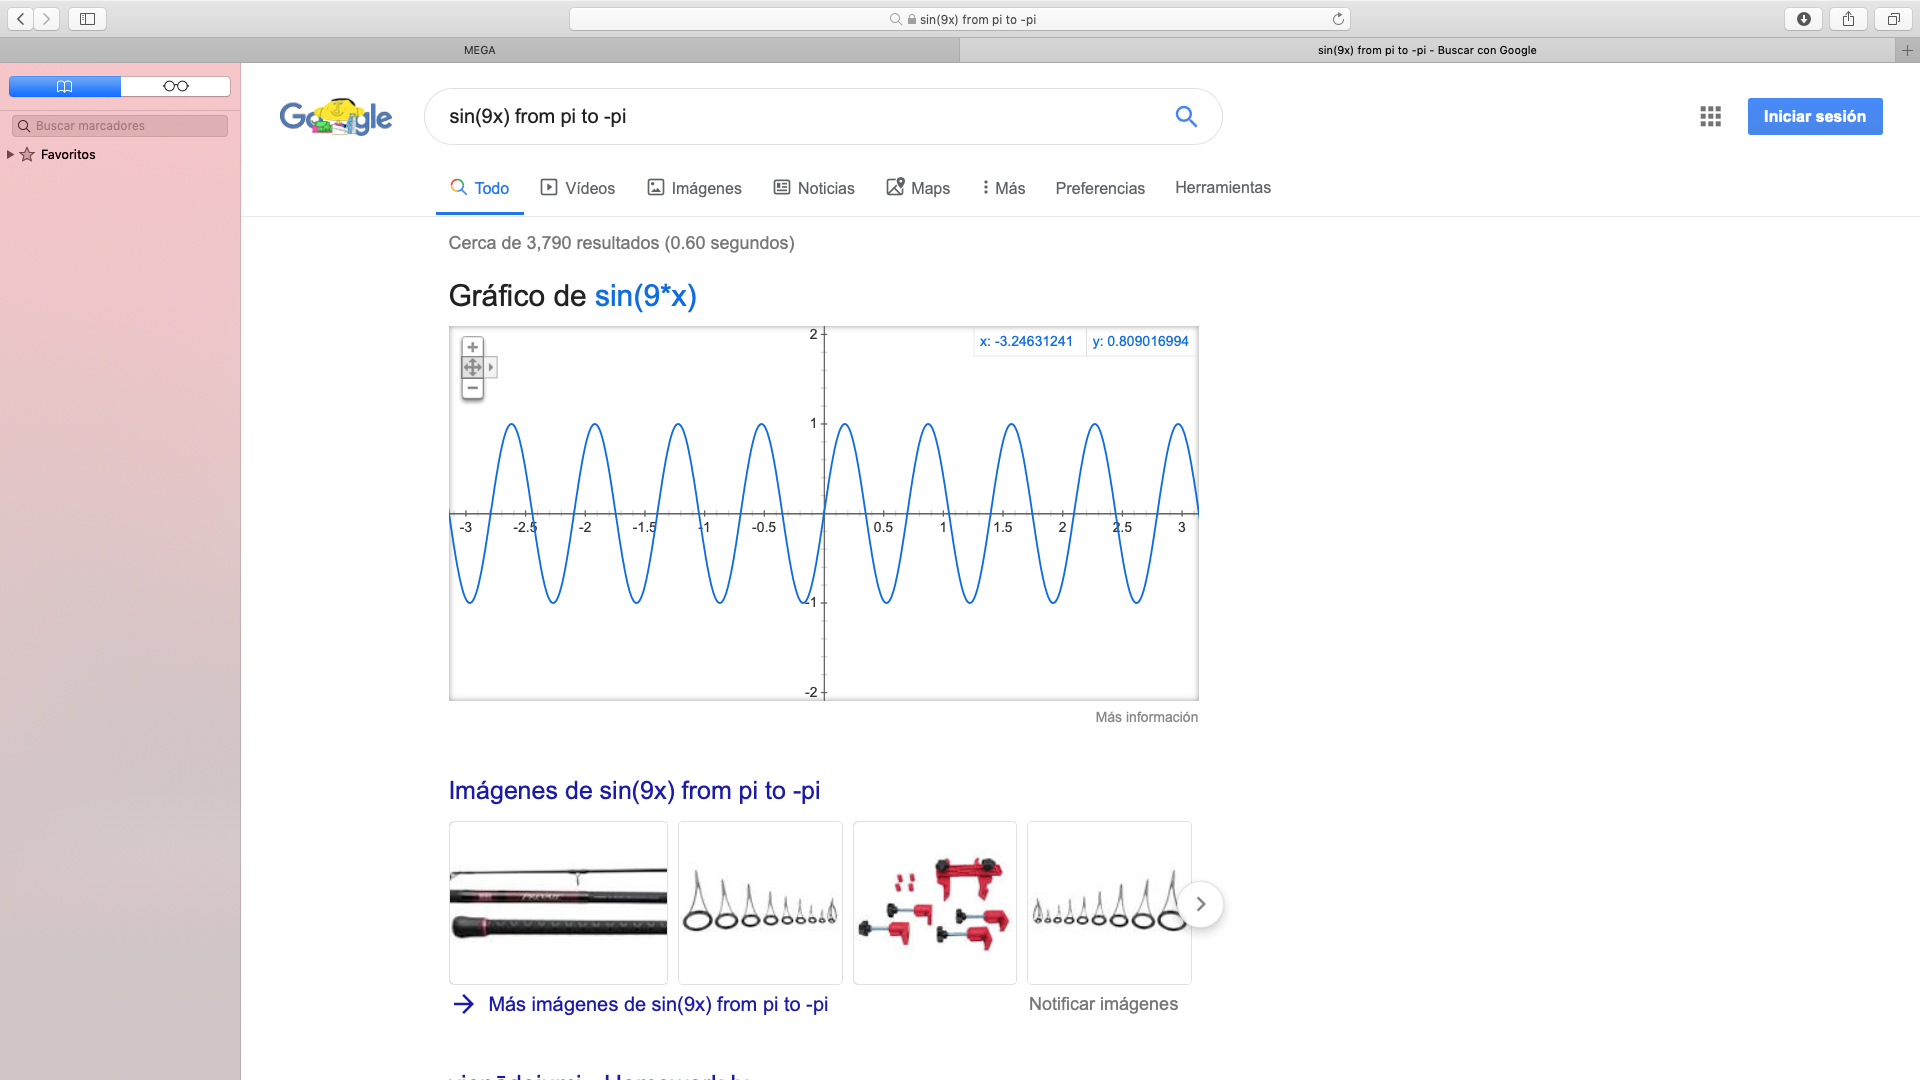 sin(9x) from pi to -pi
MEGA
sin(9x) from pi to -pi - Buscar con Google
Buscar marcadores
Favoritos
Google
sin(9x) from pi to -pi
Iniciar sesión
Todo Vídeos Imágenes Noticias Maps Más Preferencias Herramientas
Cerca de 3,790 resultados (0.60 segundos)
Gráfico de sin(9*x)
x: -3.24631241 y: 0.809016994
2
1
-3 -2.5 -2 -1.5 -1 -0.5 0.5 1 1.5 2 2.5 3
-1
-2
Más información
Imágenes de sin(9x) from pi to -pi
Más imágenes de sin(9x) from pi to -pi
Notificar imágenes